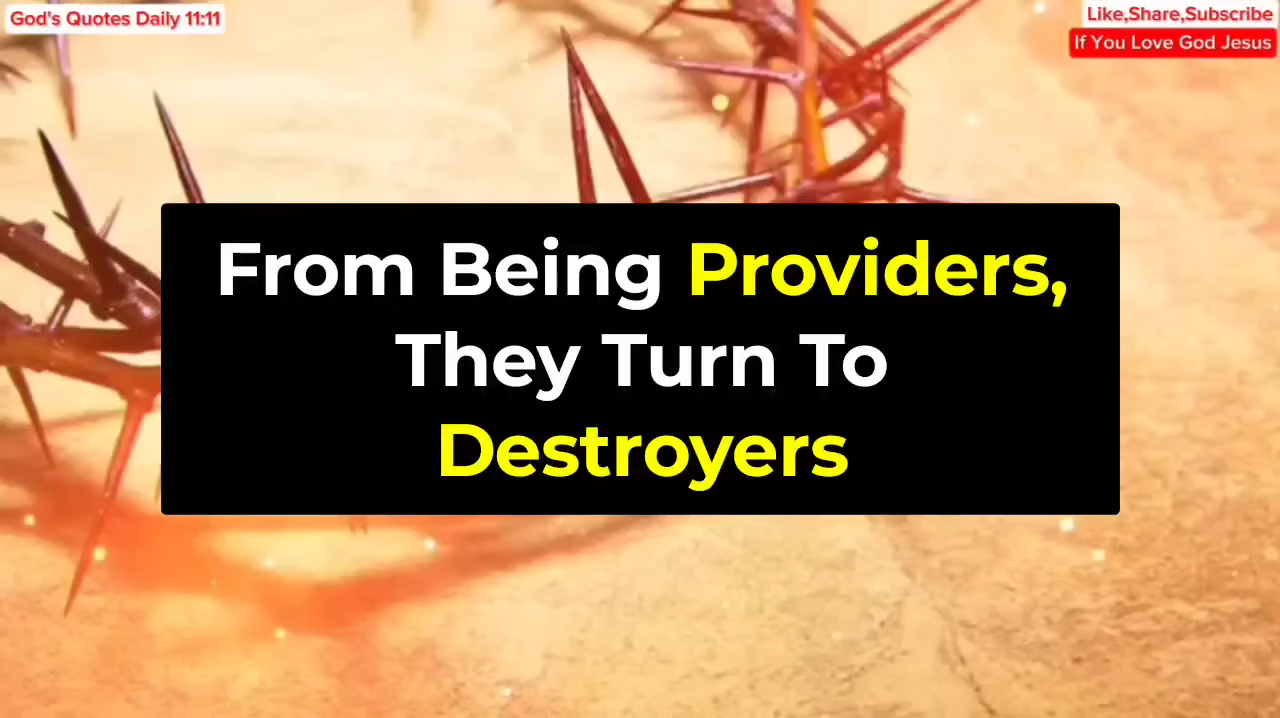 God's Quotes Daily 11:11
Like,Share,Subscribe
If You Love God Jesus
From Being Providers,
They Turn To
Destroyers